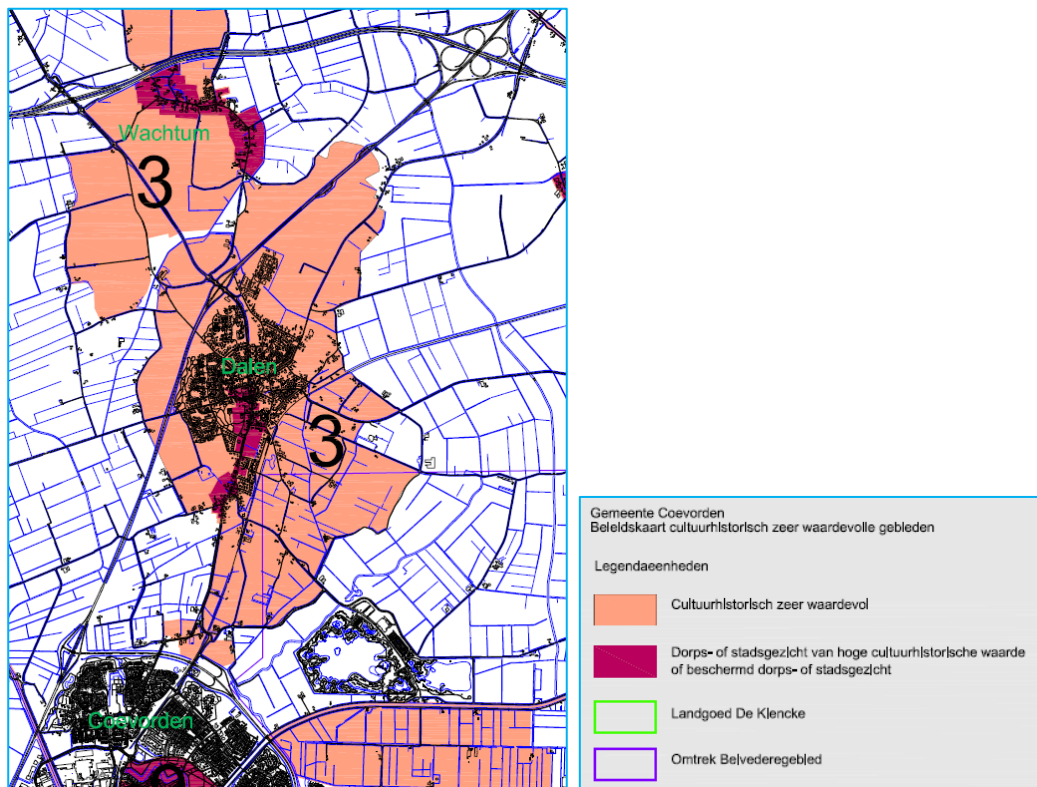 Wachtum
3
Dalen
3
Coevorden
Gemeente Coevorden
Beleidskaart cultuurhistorisch zeer waardevolle gebieden
Legendaeenheden
Cultuurhistorisch zeer waardevol
Dorps- of stadsgezicht van hoge cultuurhistorische waarde
of beschermd dorps- of stadsgezicht
Landgoed De Klencke
Omtrek Belvederegebied